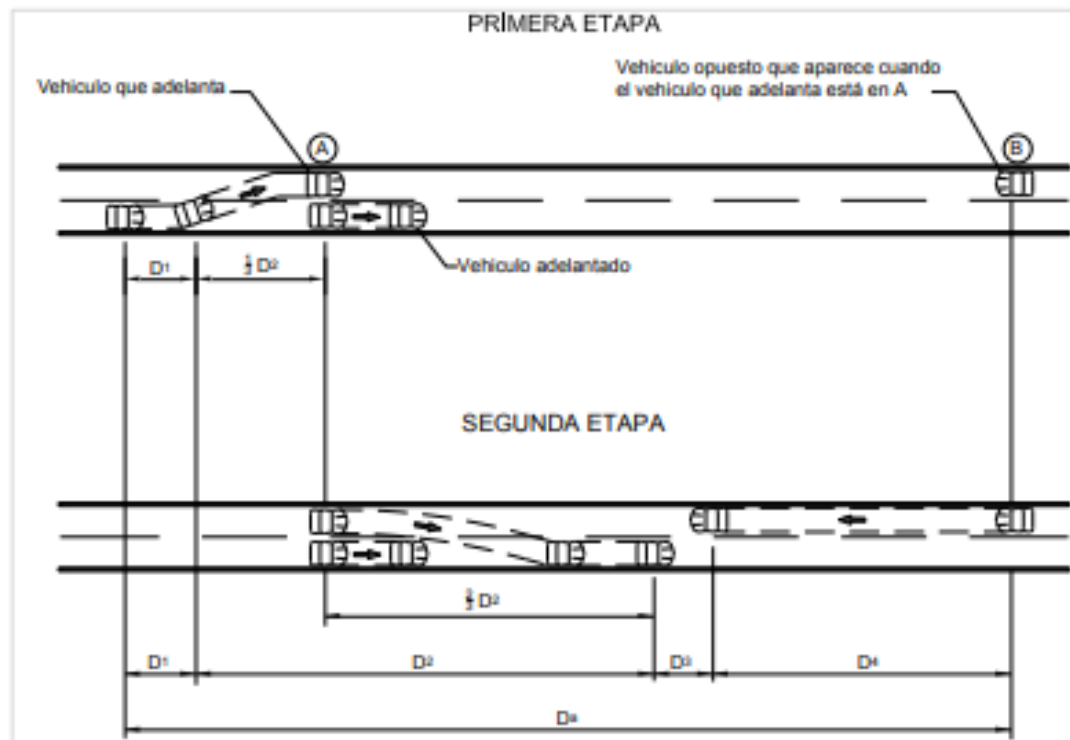 PRIMERA ETAPA
Vehiculo que adelanta
Vehiculo opuesto que aparece cuando
el vehiculo que adelanta está en A
A
B
Vehiculo adelantado
D1
1/3 D2
SEGUNDA ETAPA
2/3 D2
D1
D2
D3
D4
Da